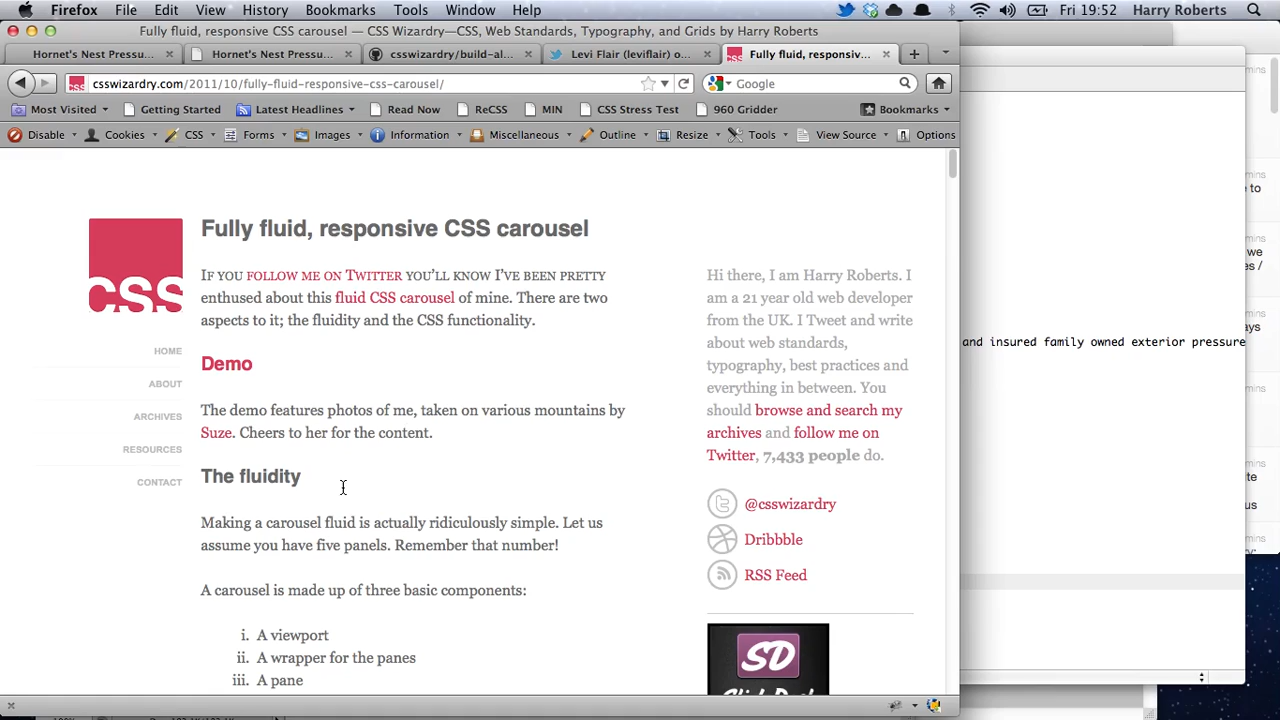 Firefox File Edit View History Bookmarks Tools Window Help Fri 19:52 Harry Roberts
Fully fluid, responsive CSS carousel — CSS Wizardry—CSS, Web Standards, Typography, and Grids by Harry Roberts
Hornet's Nest Pressu... Hornet's Nest Pressu... csswizardry/build-al... Levi Flair (leviflair) o... Fully fluid, responsiv...
csswizardry.com/2011/10/fully-fluid-responsive-css-carousel/ Google
Most Visited Getting Started Latest Headlines Read Now ReCSS MIN CSS Stress Test 960 Gridder Bookmarks
Disable Cookies CSS Forms Images Information Miscellaneous Outline Resize Tools View Source Options
CSS
HOME
ABOUT
ARCHIVES
RESOURCES
CONTACT
Fully fluid, responsive CSS carousel
IF YOU FOLLOW ME ON TWITTER YOU'LL KNOW I'VE BEEN PRETTY
enthused about this fluid CSS carousel of mine. There are two
aspects to it; the fluidity and the CSS functionality.
Demo
The demo features photos of me, taken on various mountains by
Suze. Cheers to her for the content.
The fluidity
Making a carousel fluid is actually ridiculously simple. Let us
assume you have five panels. Remember that number!
A carousel is made up of three basic components:
i. A viewport
ii. A wrapper for the panes
iii. A pane
Hi there, I am Harry Roberts. I
am a 21 year old web developer
from the UK. I Tweet and write
about web standards,
typography, best practices and
everything in between. You
should browse and search my
archives and follow me on
Twitter, 7,433 people do.
@csswizardry
Dribbble
RSS Feed
SD
and insured family owned exterior pressure